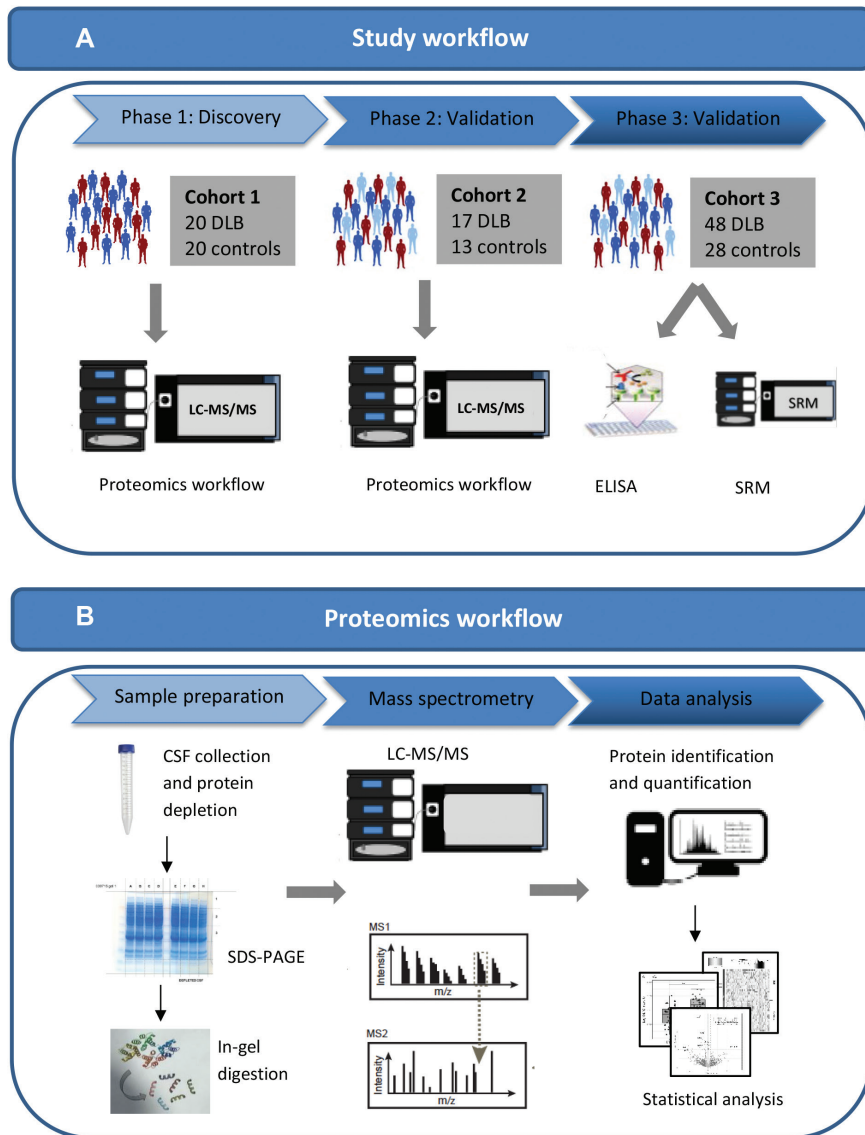 A
Study workflow
Phase 1: Discovery
Phase 2: Validation
Phase 3: Validation
Cohort 1
20 DLB
20 controls
Cohort 2
17 DLB
13 controls
Cohort 3
48 DLB
28 controls
LC-MS/MS
LC-MS/MS
SRM
Proteomics workflow
Proteomics workflow
ELISA
SRM
B
Proteomics workflow
Sample preparation
Mass spectrometry
Data analysis
CSF collection
and protein
depletion
SDS-PAGE
In-gel
digestion
LC-MS/MS
MS1
Intensity
m/z
MS2
Intensity
m/z
Protein identification
and quantification
Statistical analysis